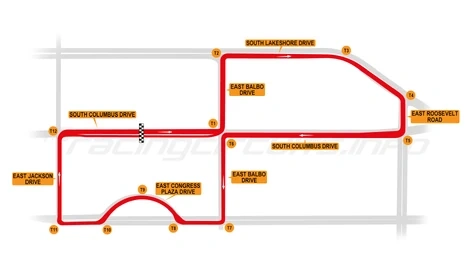 SOUTH LAKESHORE DRIVE
T2
T3
EAST BALBO
DRIVE
T4
SOUTH COLUMBUS DRIVE
EAST ROOSEVELT
ROAD
T1
T12
T6
T5
SOUTH COLUMBUS DRIVE
racingcircuits.info
EAST JACKSON
DRIVE
EAST BALBO
DRIVE
EAST CONGRESS
PLAZA DRIVE
T9
T11
T10
T8
T7